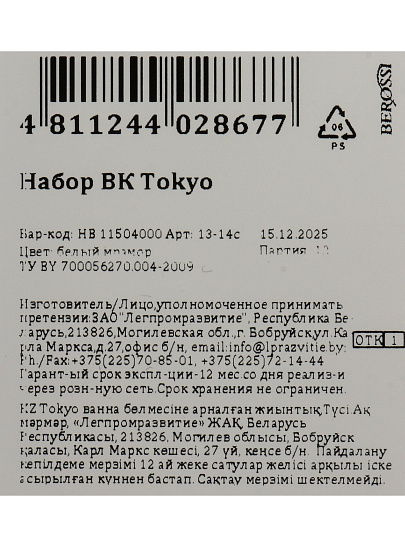 4 811244 028677
06
PS
BEROSSI
Набор ВК Tokyo
Вар-код: НВ 11504000 Арт: 13-14с 15.12.2025
Цвет: белый мрамор Партия:
ТУ BY 700056270.004-2009
Изготовитель/Лицо,уполномоченное принимать
претензии:ЗАО"Легпромразвитие", Республика Бе-
ларусь,213826,Могилевская обл.,г. Бобруйск,ул.Ка-
рла Маркса,д.27,офис б/н, email:info@lprazvitie.by;
Ph./Fax:+375(225)70-85-01, +375(225)72-14-44
ОТК 1
Гарант-ый срок экспл-ции-12 мес.со дня реализ-и
через розн-ную сеть.Срок хранения не ограничен.
KZ Tokyo ванна бөлмесіне арналған жиынтық.Түсі.Ақ
мәрмәр, «Легпромразвитие» ЖАҚ, Беларусь
Республикасы, 213826, Могилев облысы, Бобруйск
қаласы, Карл Маркс көшесі, 27 үй, кеңсе б/н. Пайдалану
кепілдеме мерзімі 12 ай жеке сатулар желісі арқылы іске
асырылған күннен бастап. Сақтау мерзімі шектелмейді.